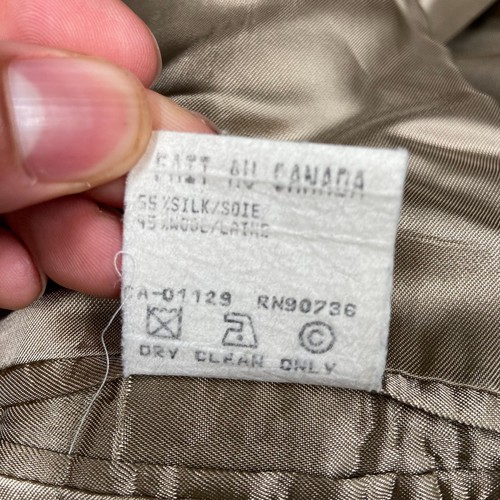 FAIT AU CANADA
55%SILK/SOIE
45%WOOL/LAINE
CA-01129 RN90736
C
DRY CLEAN ONLY